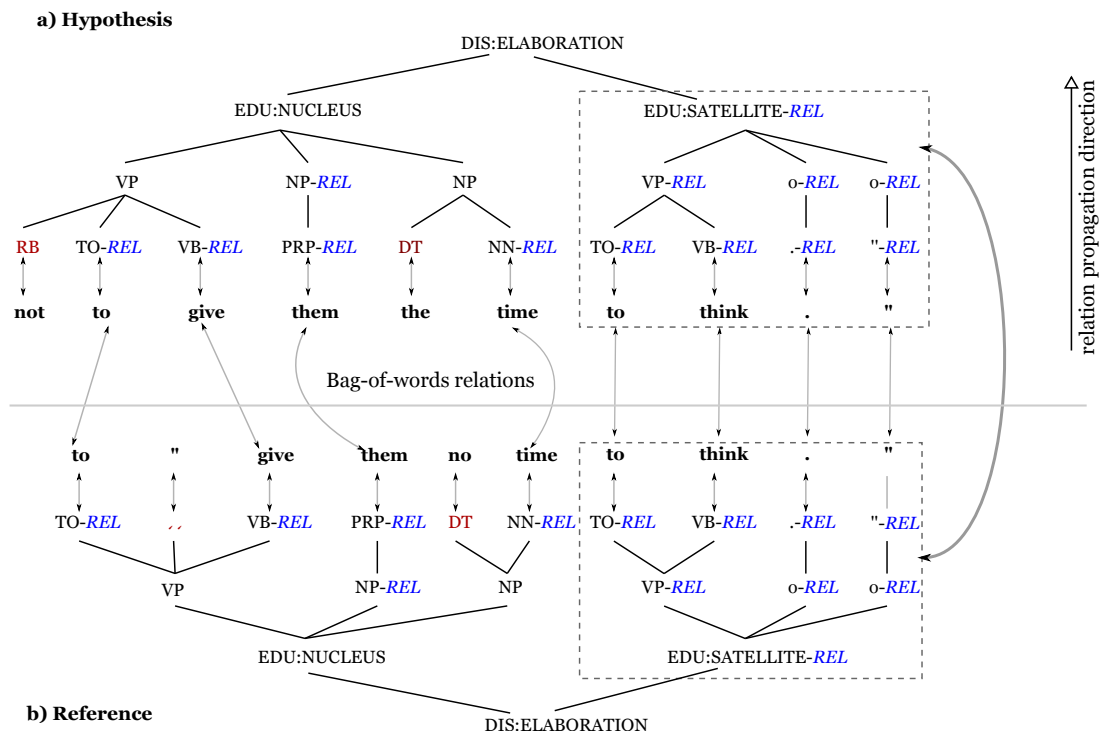 a) Hypothesis
DIS:ELABORATION
EDU:NUCLEUS EDU:SATELLITE-REL
VP NP-REL NP VP-REL o-REL o-REL
RB TO-REL VB-REL PRP-REL DT NN-REL TO-REL VB-REL .-REL "-REL
not to give them the time to think . "
relation propagation direction
Bag-of-words relations
to " give them no time to think . "
TO-REL ´´ VB-REL PRP-REL DT NN-REL TO-REL VB-REL .-REL "-REL
VP NP-REL NP VP-REL o-REL o-REL
EDU:NUCLEUS EDU:SATELLITE-REL
b) Reference
DIS:ELABORATION